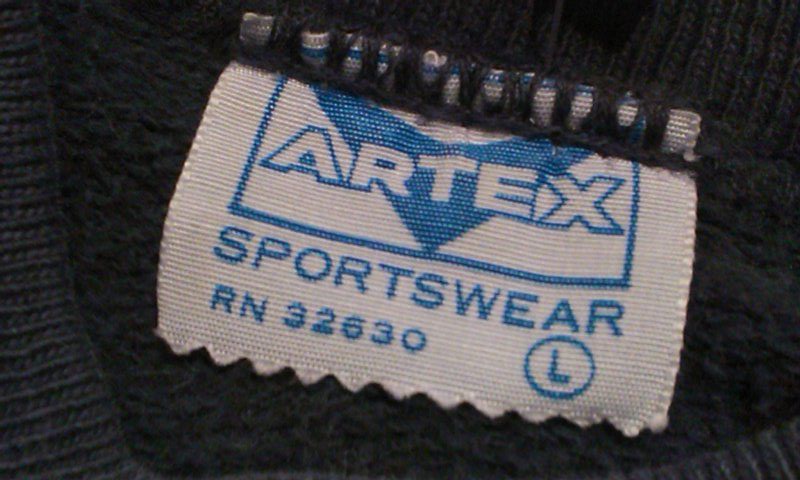 ARTEX
SPORTSWEAR
RN 32630
L